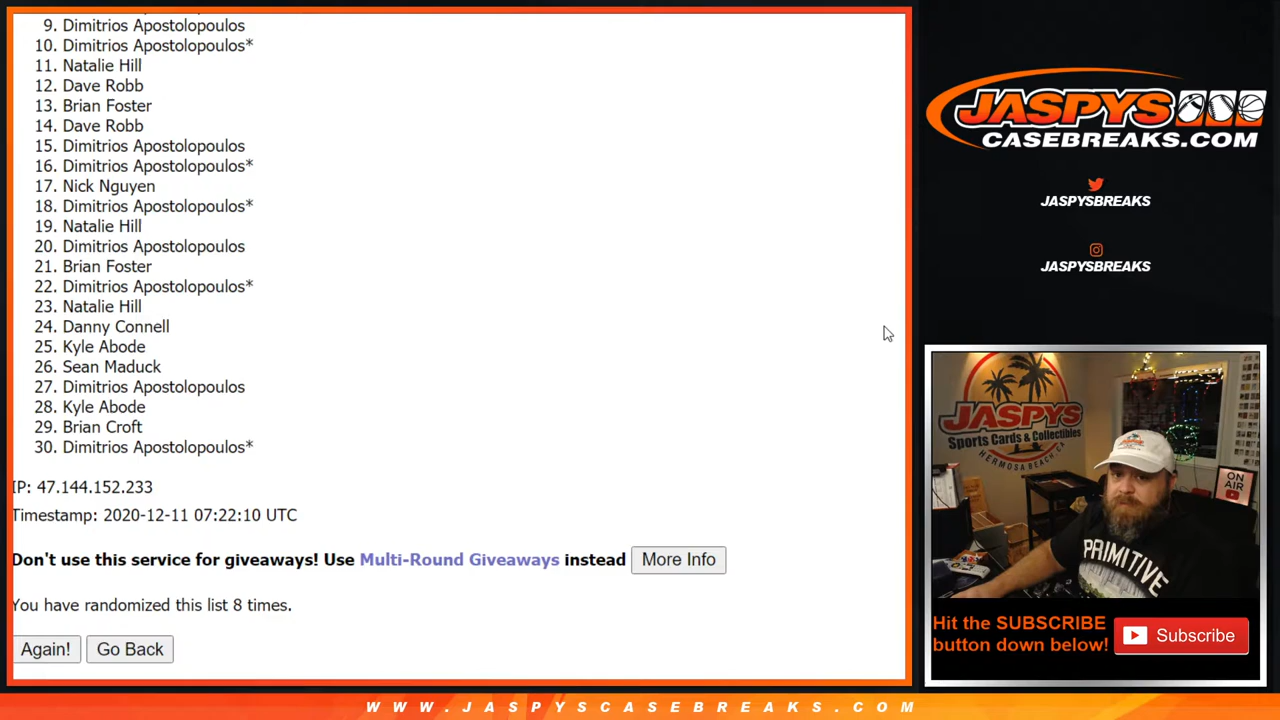 9. Dimitrios Apostolopoulos
10. Dimitrios Apostolopoulos*
11. Natalie Hill
12. Dave Robb
13. Brian Foster
14. Dave Robb
15. Dimitrios Apostolopoulos
16. Dimitrios Apostolopoulos*
17. Nick Nguyen
18. Dimitrios Apostolopoulos*
19. Natalie Hill
20. Dimitrios Apostolopoulos
21. Brian Foster
22. Dimitrios Apostolopoulos*
23. Natalie Hill
24. Danny Connell
25. Kyle Abode
26. Sean Maduck
27. Dimitrios Apostolopoulos
28. Kyle Abode
29. Brian Croft
30. Dimitrios Apostolopoulos*
IP: 47.144.152.233
Timestamp: 2020-12-11 07:22:10 UTC
Don't use this service for giveaways! Use Multi-Round Giveaways instead More Info
You have randomized this list 8 times.
Again! Go Back
JASPYS
CASEBREAKS.COM
JASPYSBREAKS
JASPYSBREAKS
JASPYS
Sports Cards & Collectibles
HERMOSA BEACH, CA
ON
AIR
PRIMITIVE
Hit the SUBSCRIBE
button down below!
Subscribe
WWW.JASPYSCASEBREAKS.COM